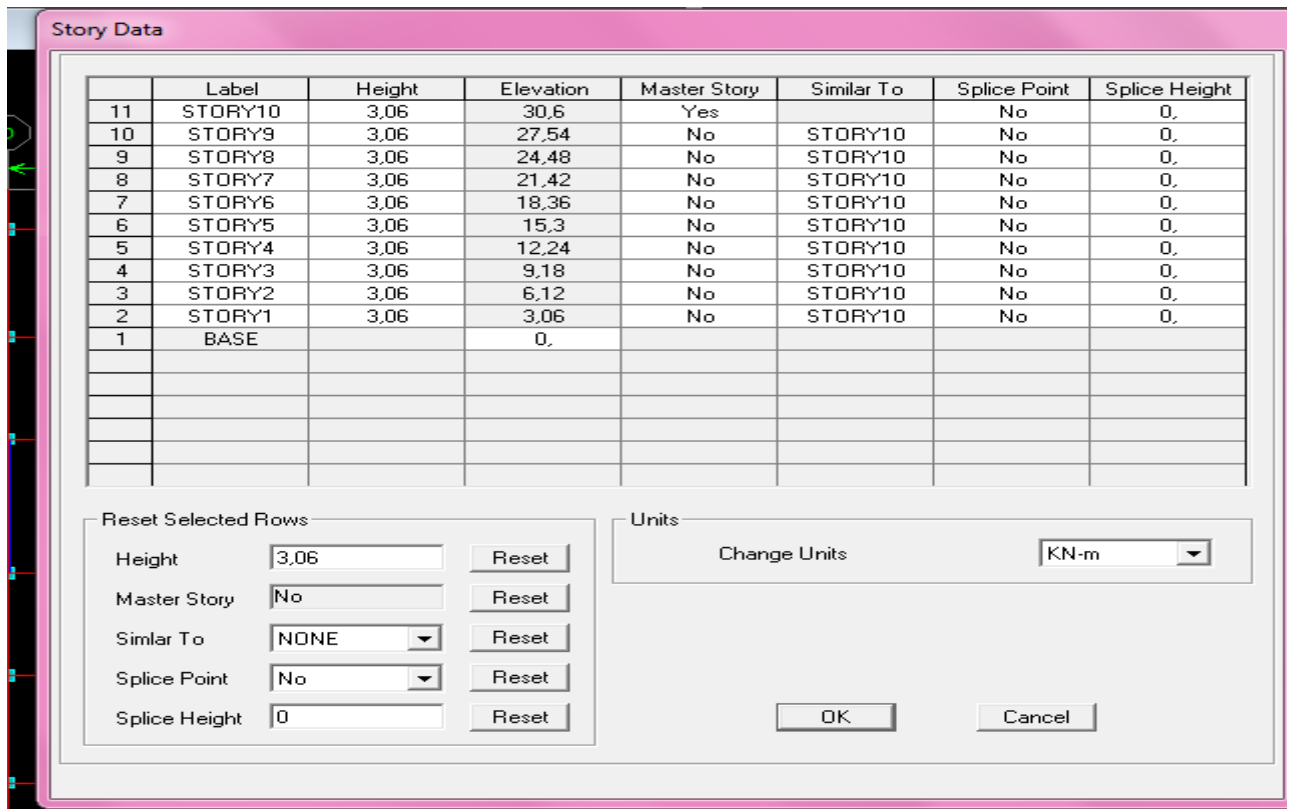 Story Data
Label Height Elevation Master Story Similar To Splice Point Splice Height
11 STORY10 3,06 30,6 Yes No 0,
10 STORY9 3,06 27,54 No STORY10 No 0,
9 STORY8 3,06 24,48 No STORY10 No 0,
8 STORY7 3,06 21,42 No STORY10 No 0,
7 STORY6 3,06 18,36 No STORY10 No 0,
6 STORY5 3,06 15,3 No STORY10 No 0,
5 STORY4 3,06 12,24 No STORY10 No 0,
4 STORY3 3,06 9,18 No STORY10 No 0,
3 STORY2 3,06 6,12 No STORY10 No 0,
2 STORY1 3,06 3,06 No STORY10 No 0,
1 BASE 0,
Reset Selected Rows
Height 3,06 Reset
Master Story No Reset
Simlar To NONE Reset
Splice Point No Reset
Splice Height 0 Reset
Units
Change Units KN-m
OK Cancel